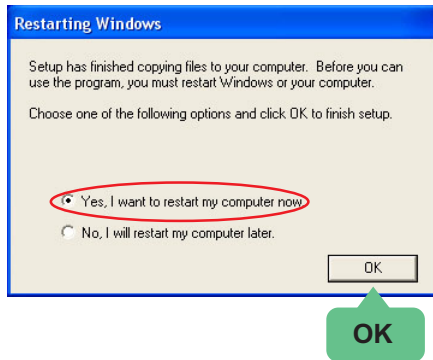 Restarting Windows
Setup has finished copying files to your computer. Before you can
use the program, you must restart Windows or your computer.
Choose one of the following options and click OK to finish setup.
Yes, I want to restart my computer now.
No, I will restart my computer later.
OK
OK